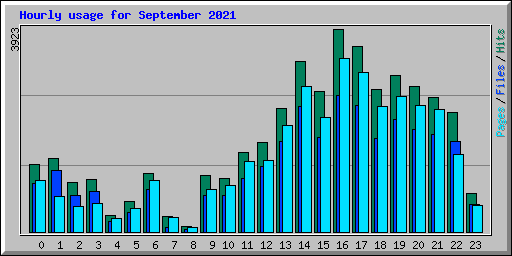 Hourly usage for September 2021
3923
Pages / Files / Hits
0 1 2 3 4 5 6 7 8 9 10 11 12 13 14 15 16 17 18 19 20 21 22 23